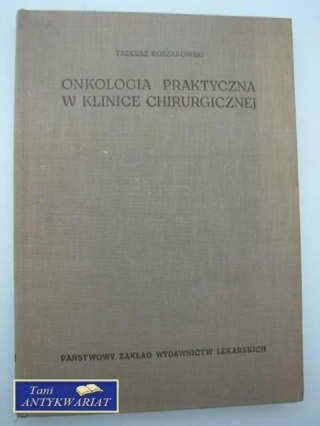 TADEUSZ KOSZAROWSKI
ONKOLOGIA PRAKTYCZNA
W KLINICE CHIRURGICZNEJ
PAŃSTWOWY ZAKŁAD WYDAWNICTW LEKARSKICH
Tani
ANTYKWARIAT